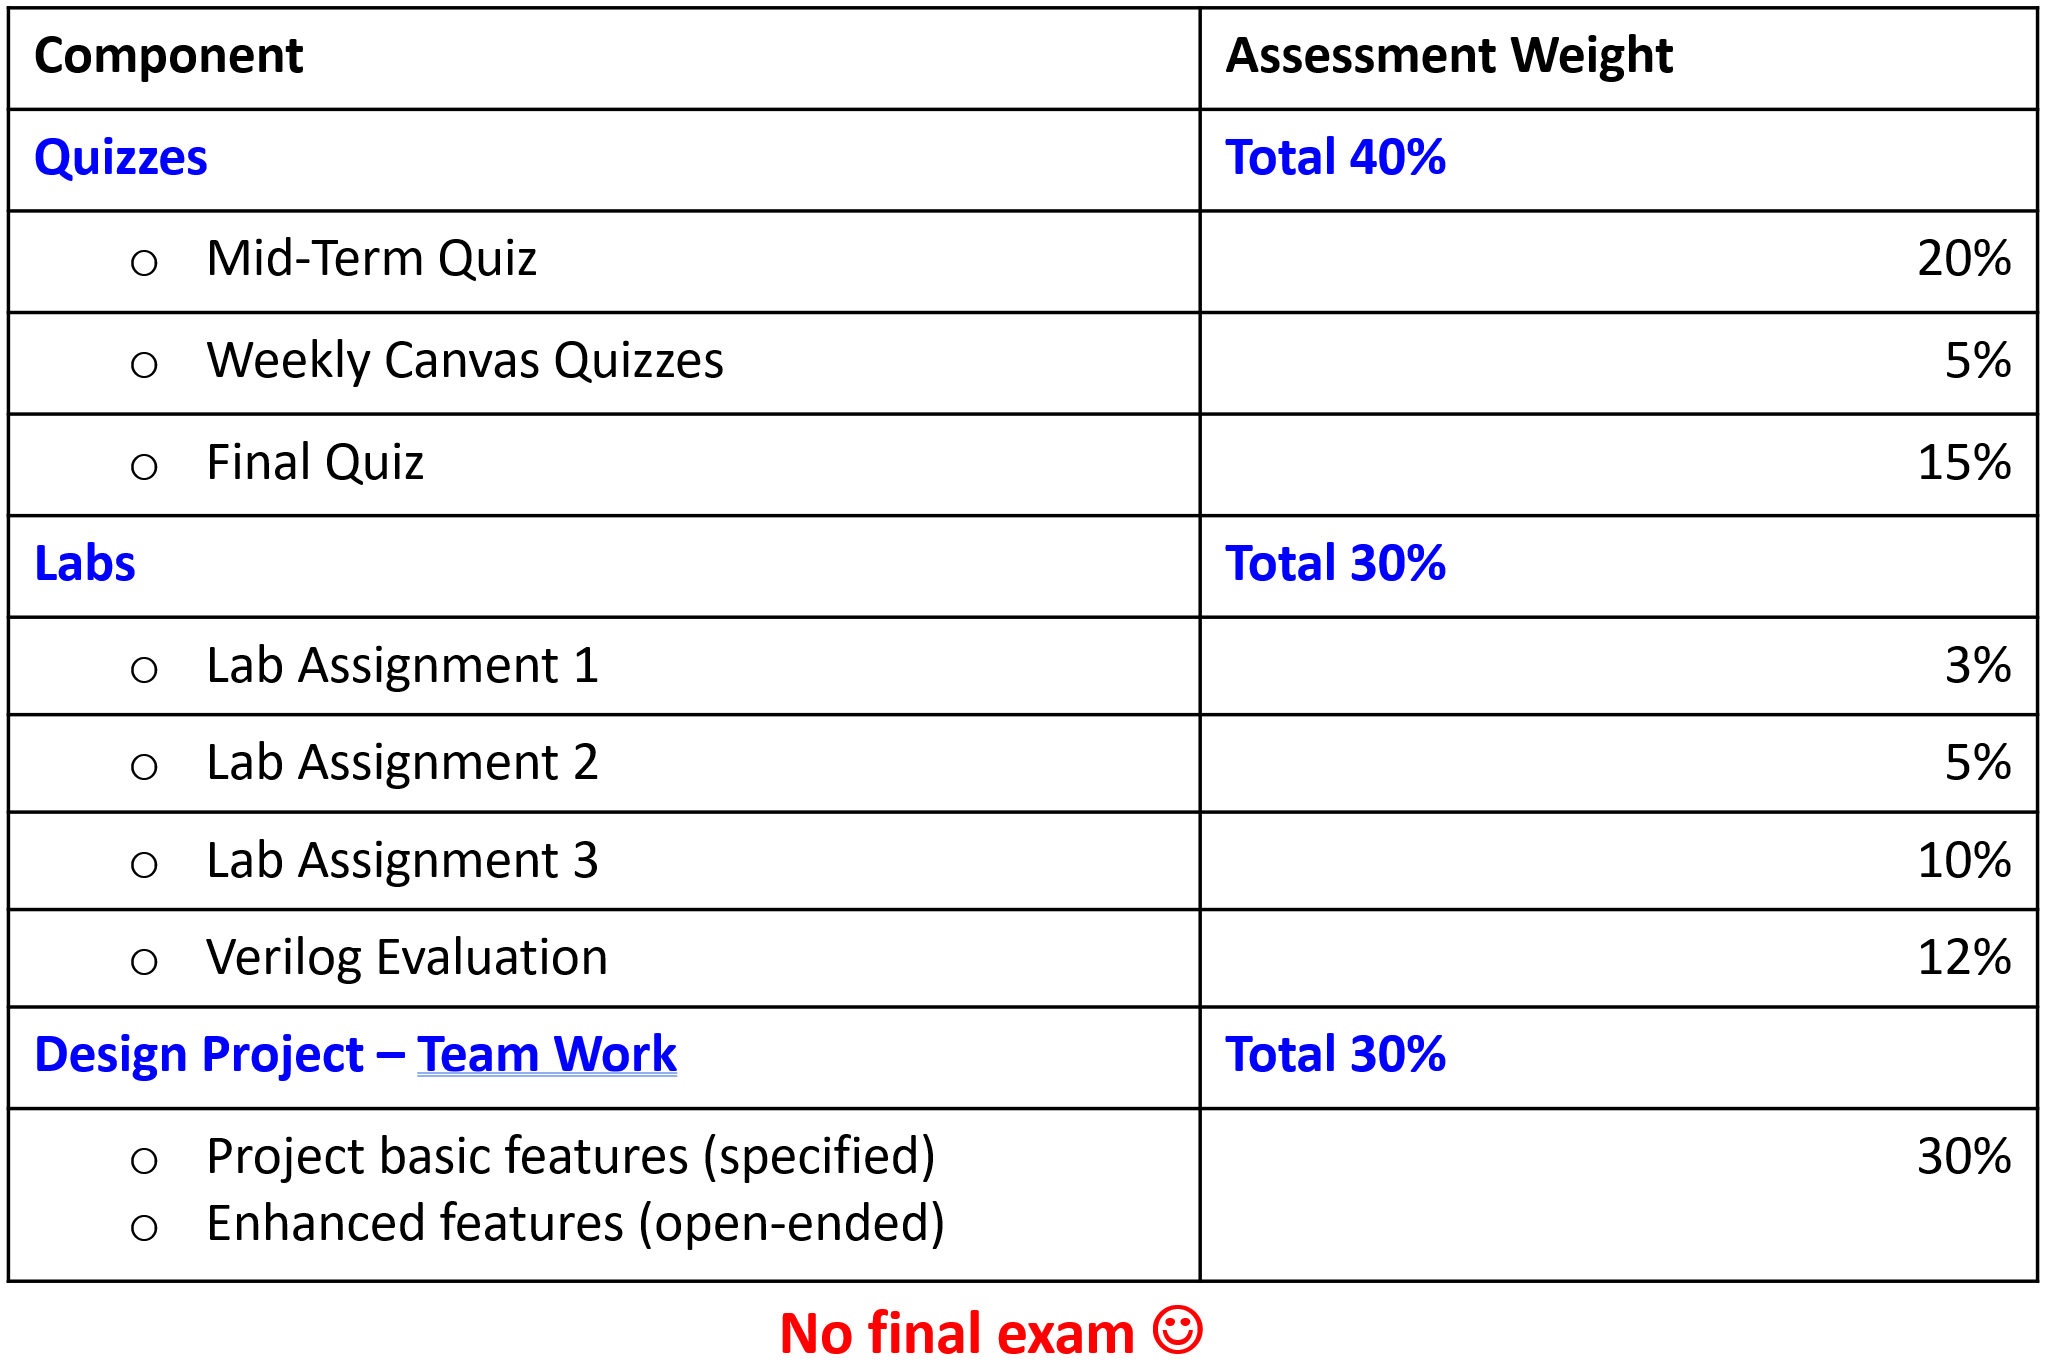 Component Assessment Weight
Quizzes Total 40%
o Mid-Term Quiz 20%
o Weekly Canvas Quizzes 5%
o Final Quiz 15%
Labs Total 30%
o Lab Assignment 1 3%
o Lab Assignment 2 5%
o Lab Assignment 3 10%
o Verilog Evaluation 12%
Design Project – Team Work Total 30%
o Project basic features (specified) 30%
o Enhanced features (open-ended)
No final exam ☺